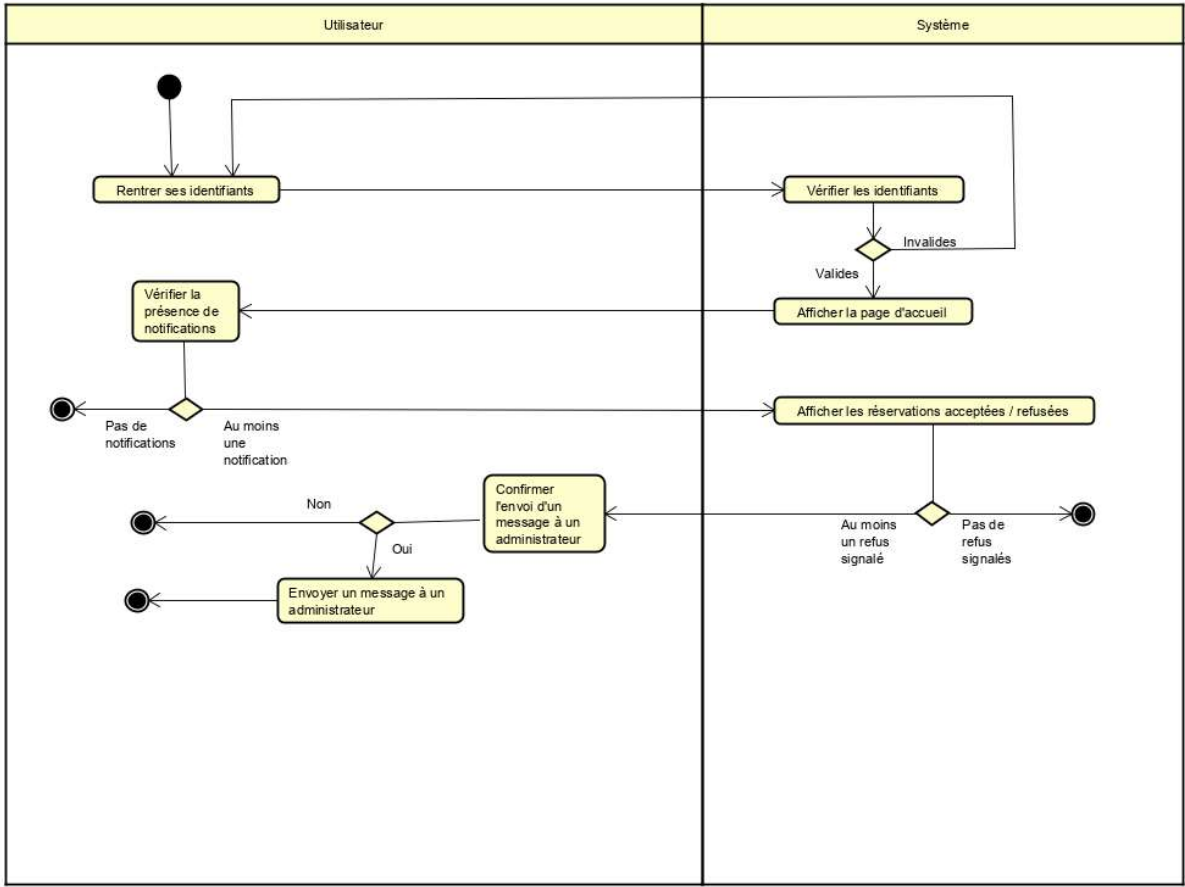 Utilisateur
Système
Rentrer ses identifiants
Vérifier les identifiants
Invalides
Valides
Vérifier la
présence de
notifications
Afficher la page d'accueil
Afficher les réservations acceptées / refusées
Pas de
notifications
Au moins
une
notification
Confirmer
l'envoi d'un
message à un
administrateur
Non
Oui
Au moins
un refus
signalé
Pas de
refus
signalés
Envoyer un message à un
administrateur